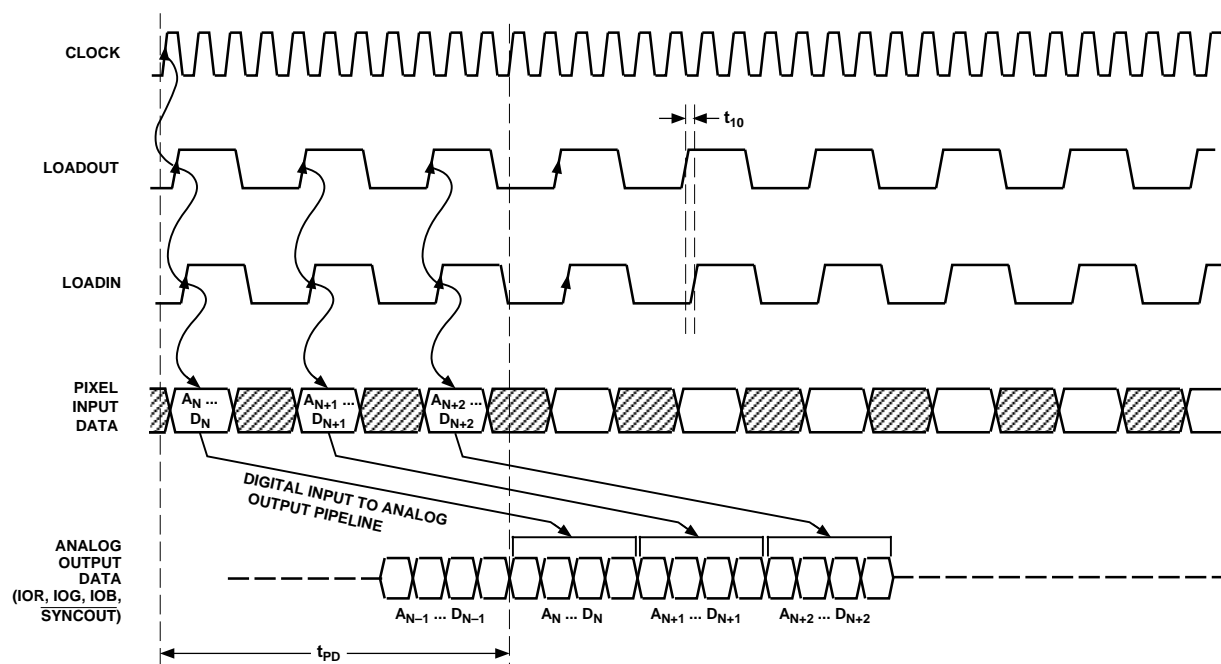 CLOCK
t10
LOADOUT
LOADIN
PIXEL
INPUT
DATA
AN ...
DN
AN+1 ...
DN+1
AN+2 ...
DN+2
DIGITAL INPUT TO ANALOG
OUTPUT PIPELINE
ANALOG
OUTPUT
DATA
(IOR, IOG, IOB,
SYNCOUT)
AN–1 ... DN–1
AN ... DN
AN+1 ... DN+1
AN+2 ... DN+2
tPD